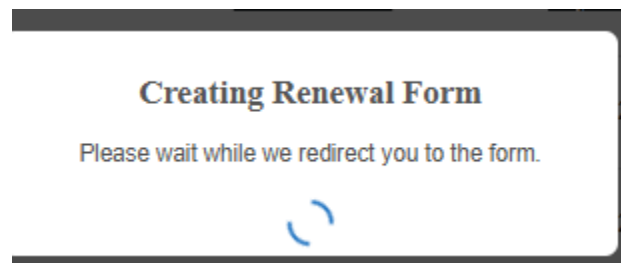 Creating Renewal Form
Please wait while we redirect you to the form.